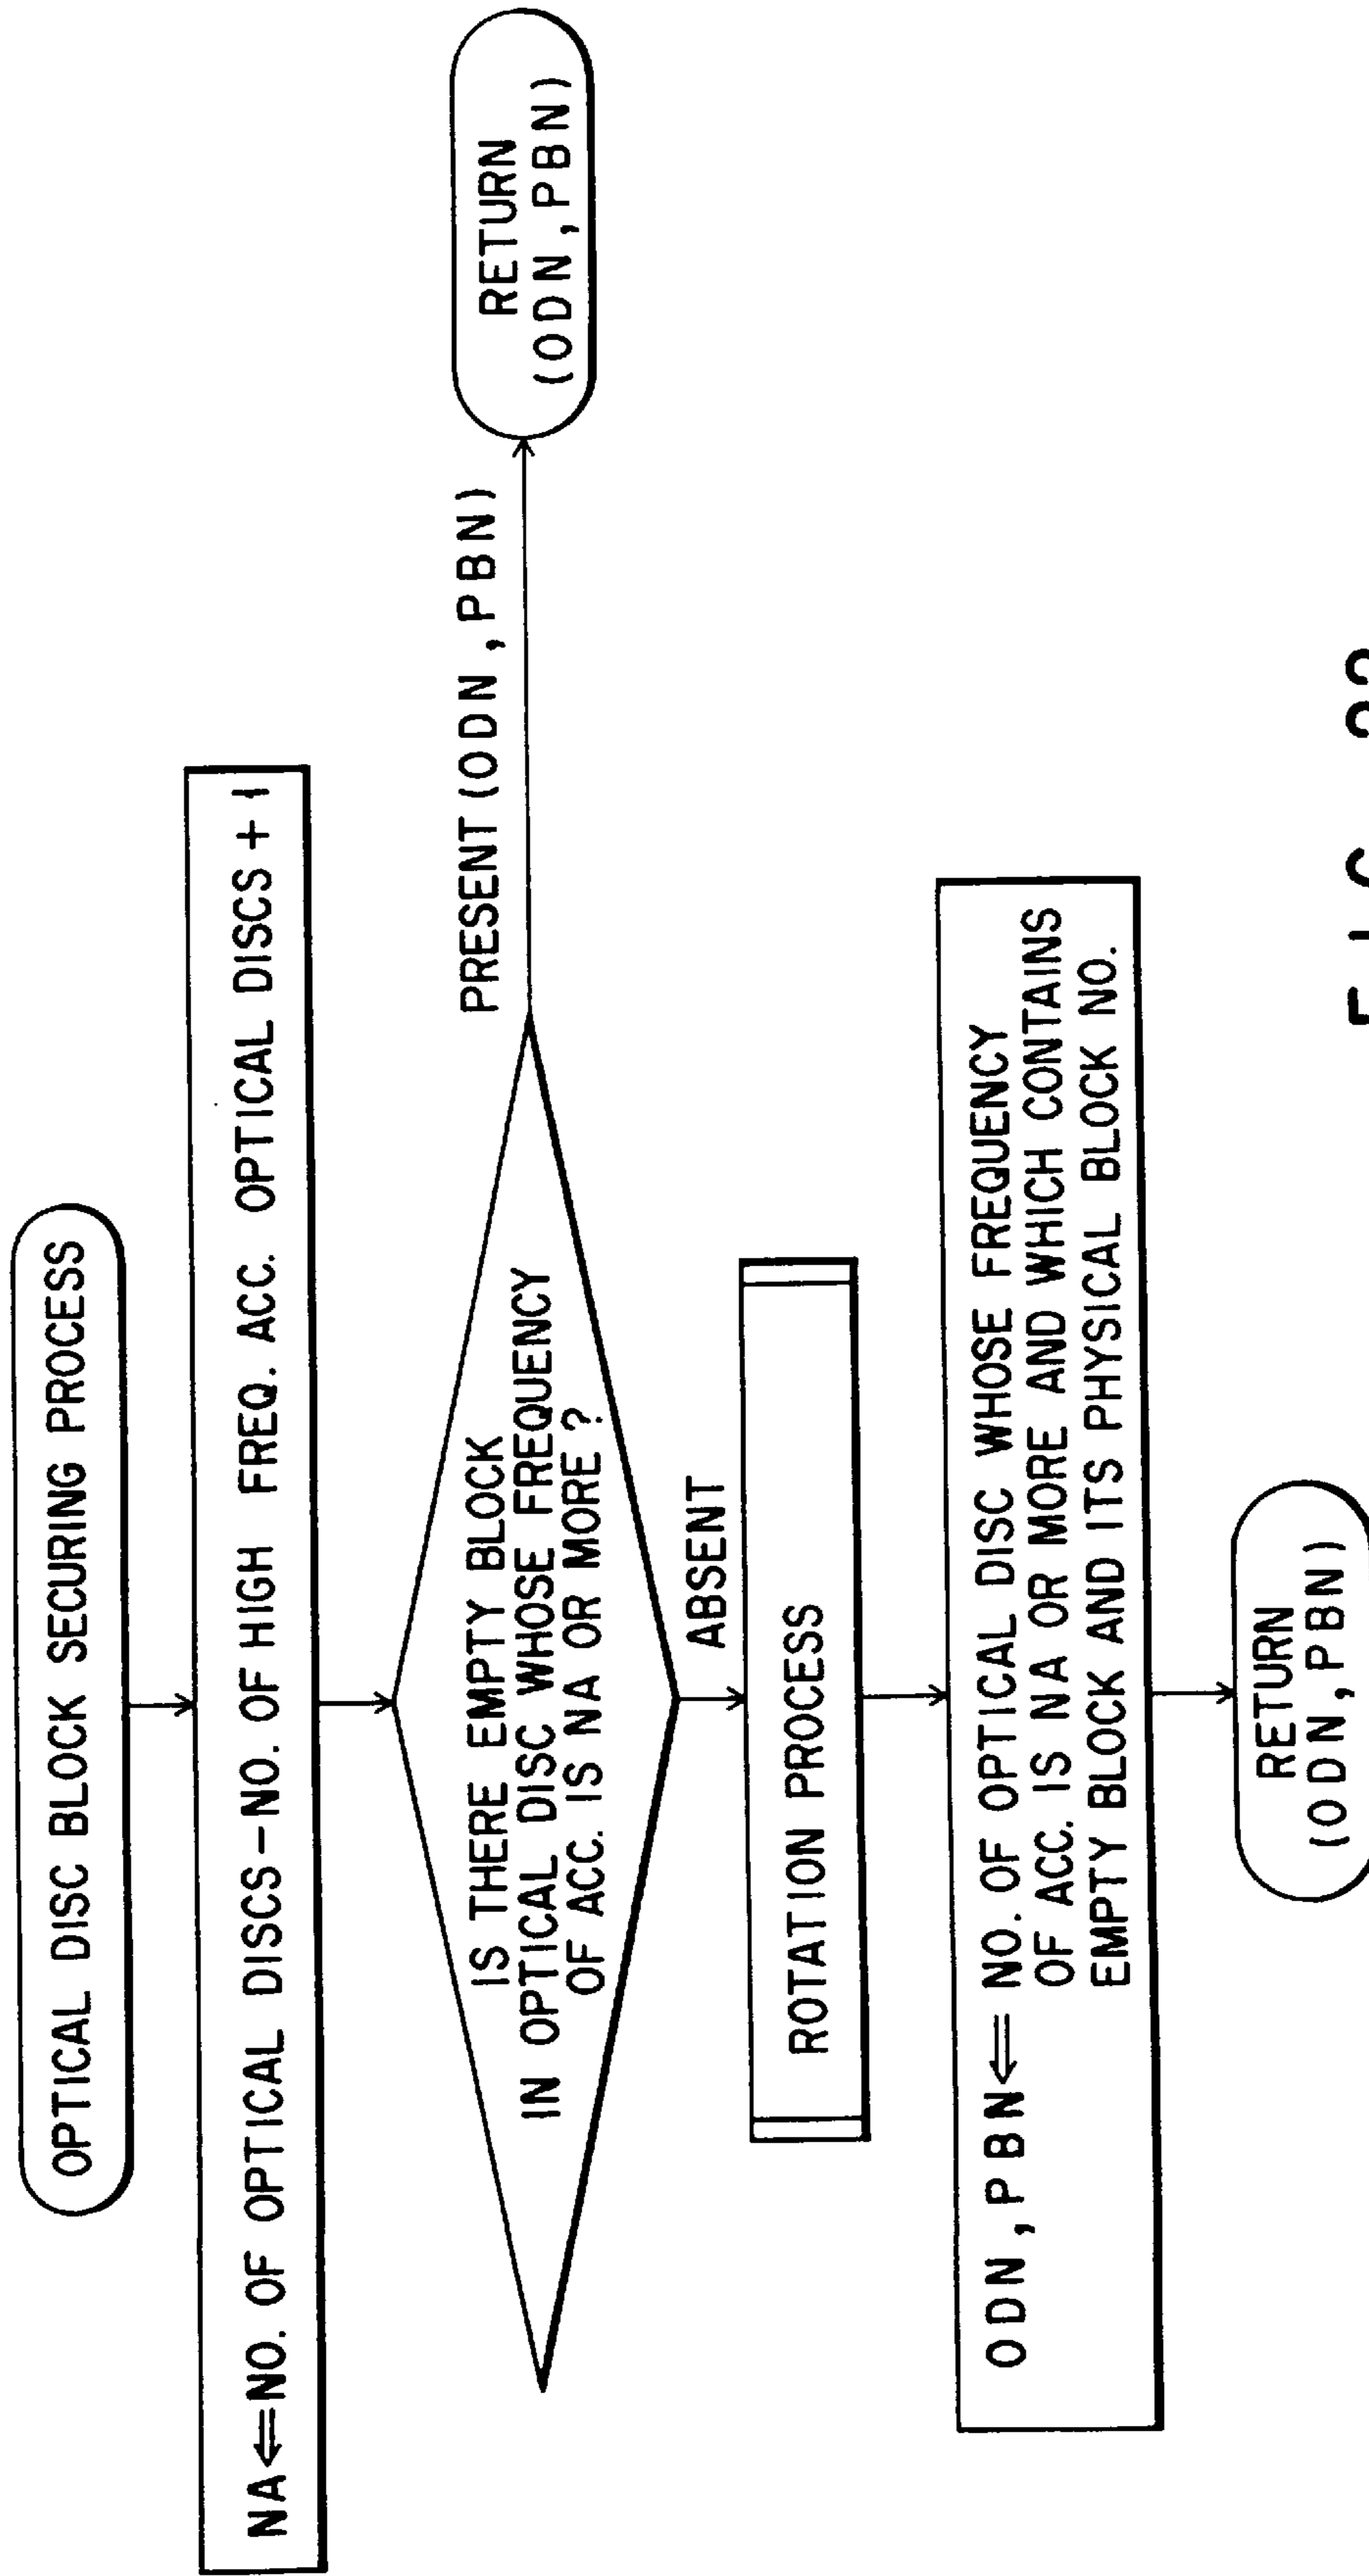 OPTICAL DISC BLOCK SECURING PROCESS
NA⇐NO. OF OPTICAL DISCS-NO. OF HIGH FREQ. ACC. OPTICAL DISCS + 1
IS THERE EMPTY BLOCK
IN OPTICAL DISC WHOSE FREQUENCY
OF ACC. IS NA OR MORE ?
PRESENT (ODN, PBN)
RETURN
(ODN, PBN)
ABSENT
ROTATION PROCESS
ODN, PBN⇐ NO. OF OPTICAL DISC WHOSE FREQUENCY
OF ACC. IS NA OR MORE AND WHICH CONTAINS
EMPTY BLOCK AND ITS PHYSICAL BLOCK NO.
RETURN
(ODN, PBN)